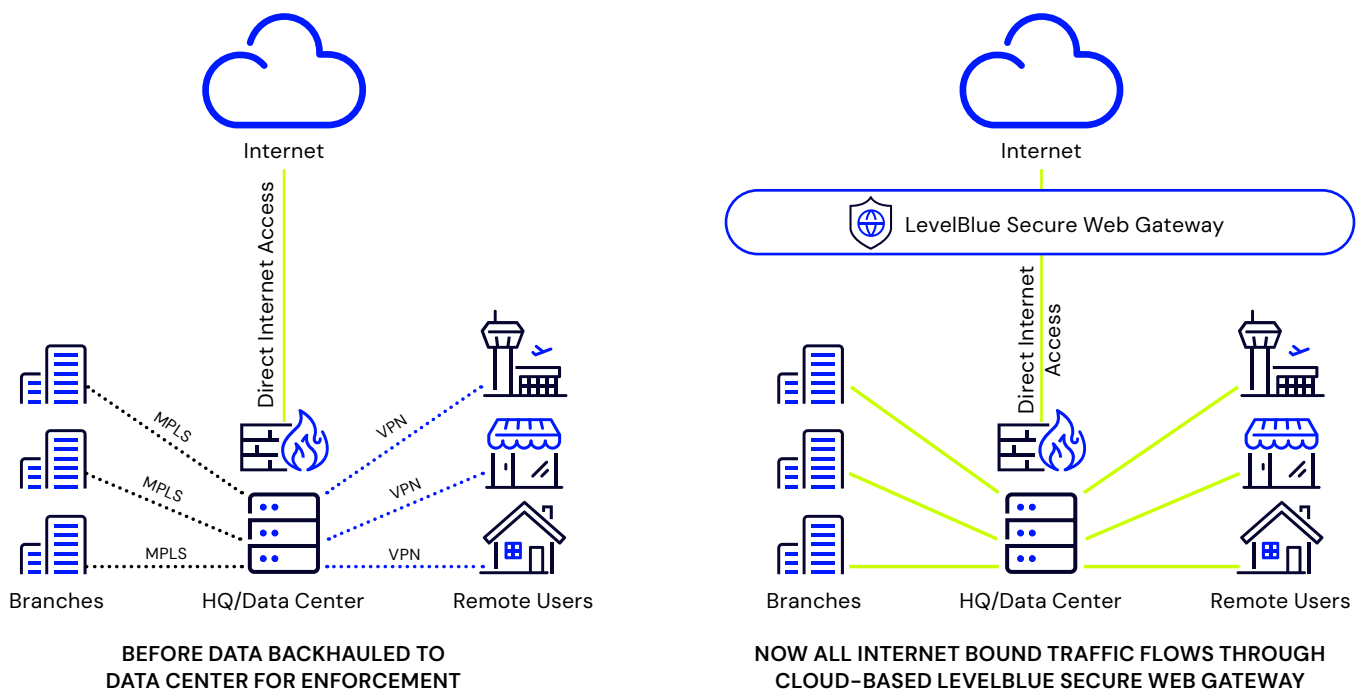 Internet
Direct Internet Access
MPLS
MPLS
MPLS
VPN
VPN
VPN
Branches
HQ/Data Center
Remote Users
BEFORE DATA BACKHAULED TO
DATA CENTER FOR ENFORCEMENT
Internet
LevelBlue Secure Web Gateway
Direct Internet
Access
Branches
HQ/Data Center
Remote Users
NOW ALL INTERNET BOUND TRAFFIC FLOWS THROUGH
CLOUD-BASED LEVELBLUE SECURE WEB GATEWAY